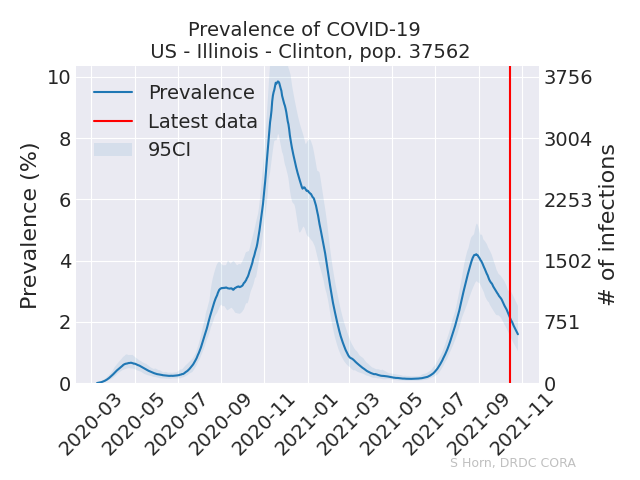 Prevalence of COVID-19
US - Illinois - Clinton, pop. 37562
Prevalence
Latest data
95CI
Prevalence (%)
10
8
6
4
2
0
# of infections
3756
3004
2253
1502
751
0
2020-03
2020-05
2020-07
2020-09
2020-11
2021-01
2021-03
2021-05
2021-07
2021-09
2021-11
S Horn, DRDC CORA